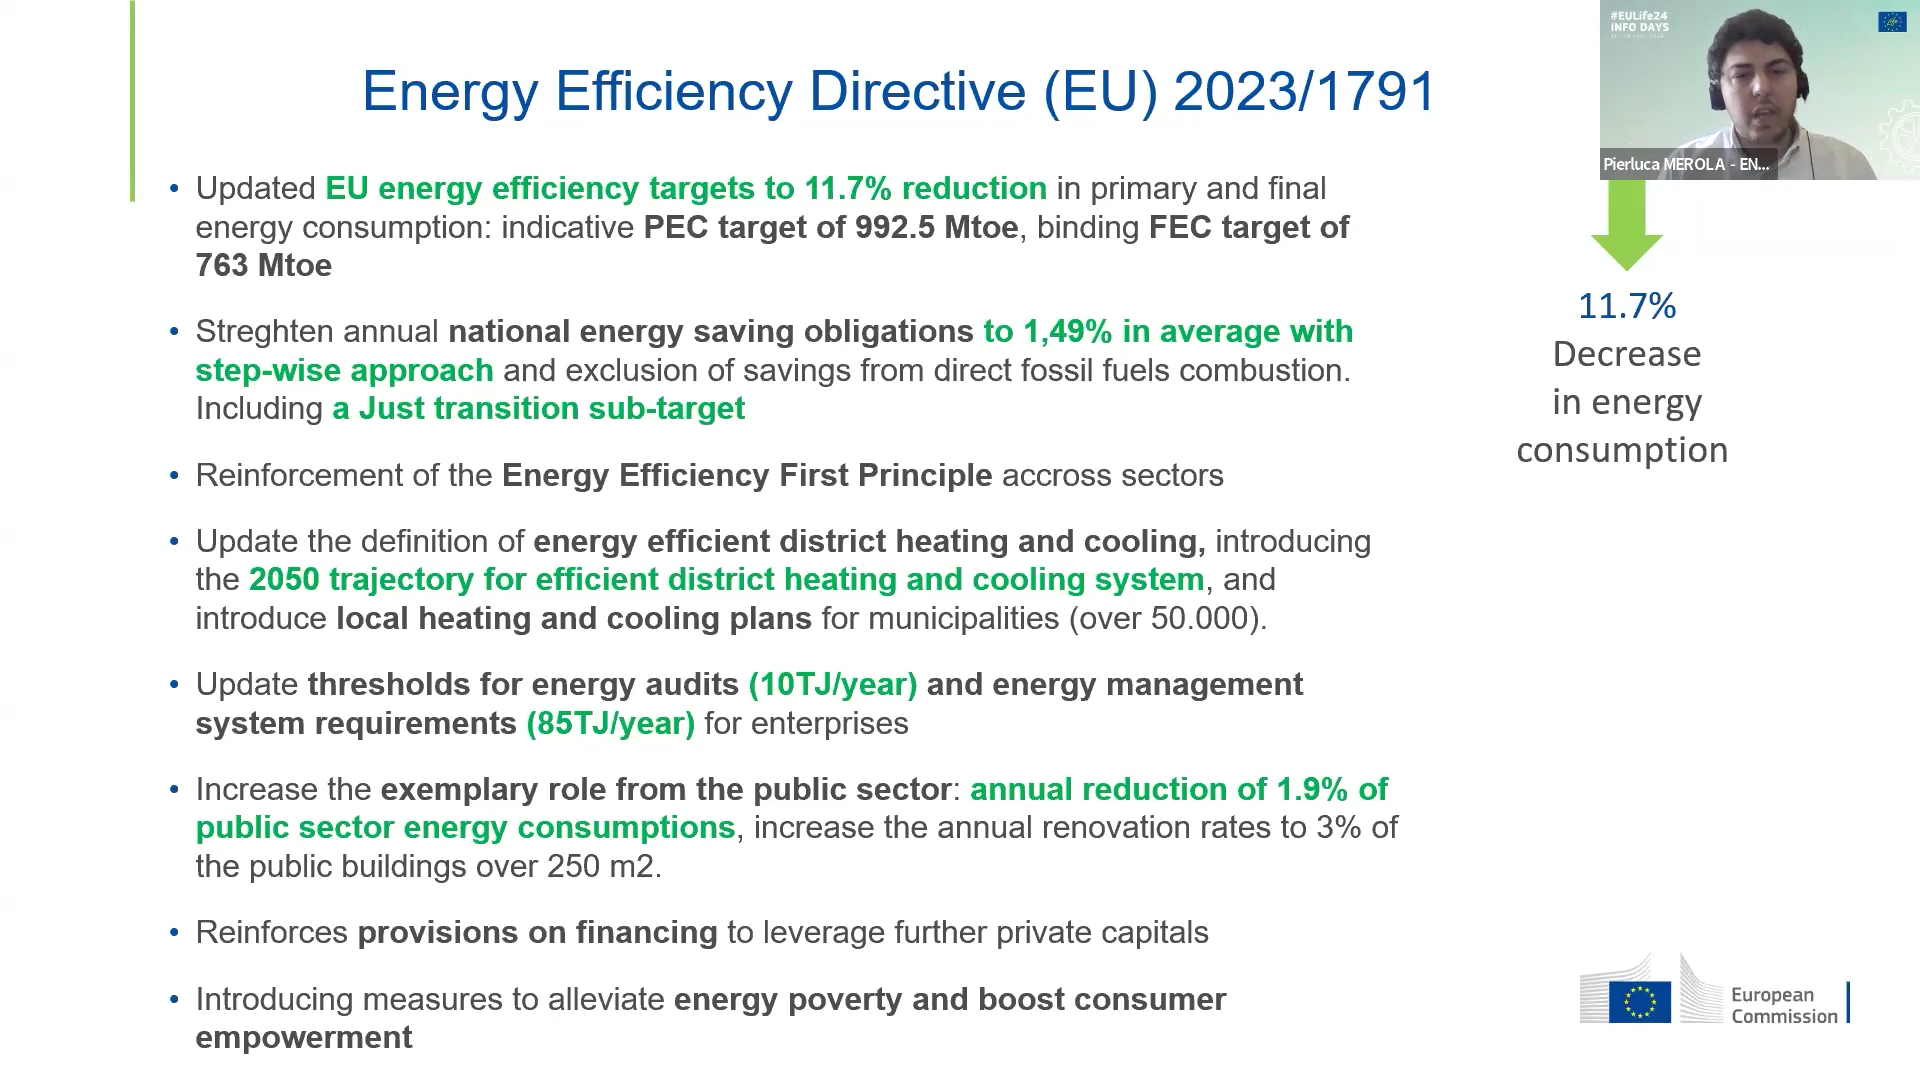 #EULife24
INFO DAYS
Energy Efficiency Directive (EU) 2023/1791
Pierluca MEROLA - EN...
• Updated EU energy efficiency targets to 11.7% reduction in primary and final
energy consumption: indicative PEC target of 992.5 Mtoe, binding FEC target of
763 Mtoe
• Streghten annual national energy saving obligations to 1,49% in average with
step-wise approach and exclusion of savings from direct fossil fuels combustion.
Including a Just transition sub-target
• Reinforcement of the Energy Efficiency First Principle accross sectors
• Update the definition of energy efficient district heating and cooling, introducing
the 2050 trajectory for efficient district heating and cooling system, and
introduce local heating and cooling plans for municipalities (over 50.000).
• Update thresholds for energy audits (10TJ/year) and energy management
system requirements (85TJ/year) for enterprises
• Increase the exemplary role from the public sector: annual reduction of 1.9% of
public sector energy consumptions, increase the annual renovation rates to 3% of
the public buildings over 250 m2.
• Reinforces provisions on financing to leverage further private capitals
• Introducing measures to alleviate energy poverty and boost consumer
empowerment
11.7%
Decrease
in energy
consumption
European
Commission